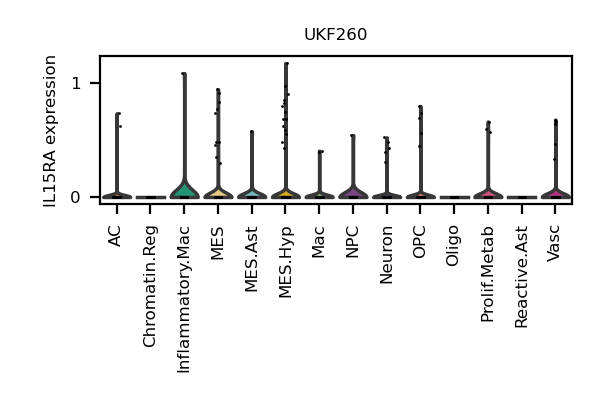 UKF260
IL15RA expression
1
0
AC
Chromatin.Reg
Inflammatory.Mac
MES
MES.Ast
MES.Hyp
Mac
NPC
Neuron
OPC
Oligo
Prolif.Metab
Reactive.Ast
Vasc